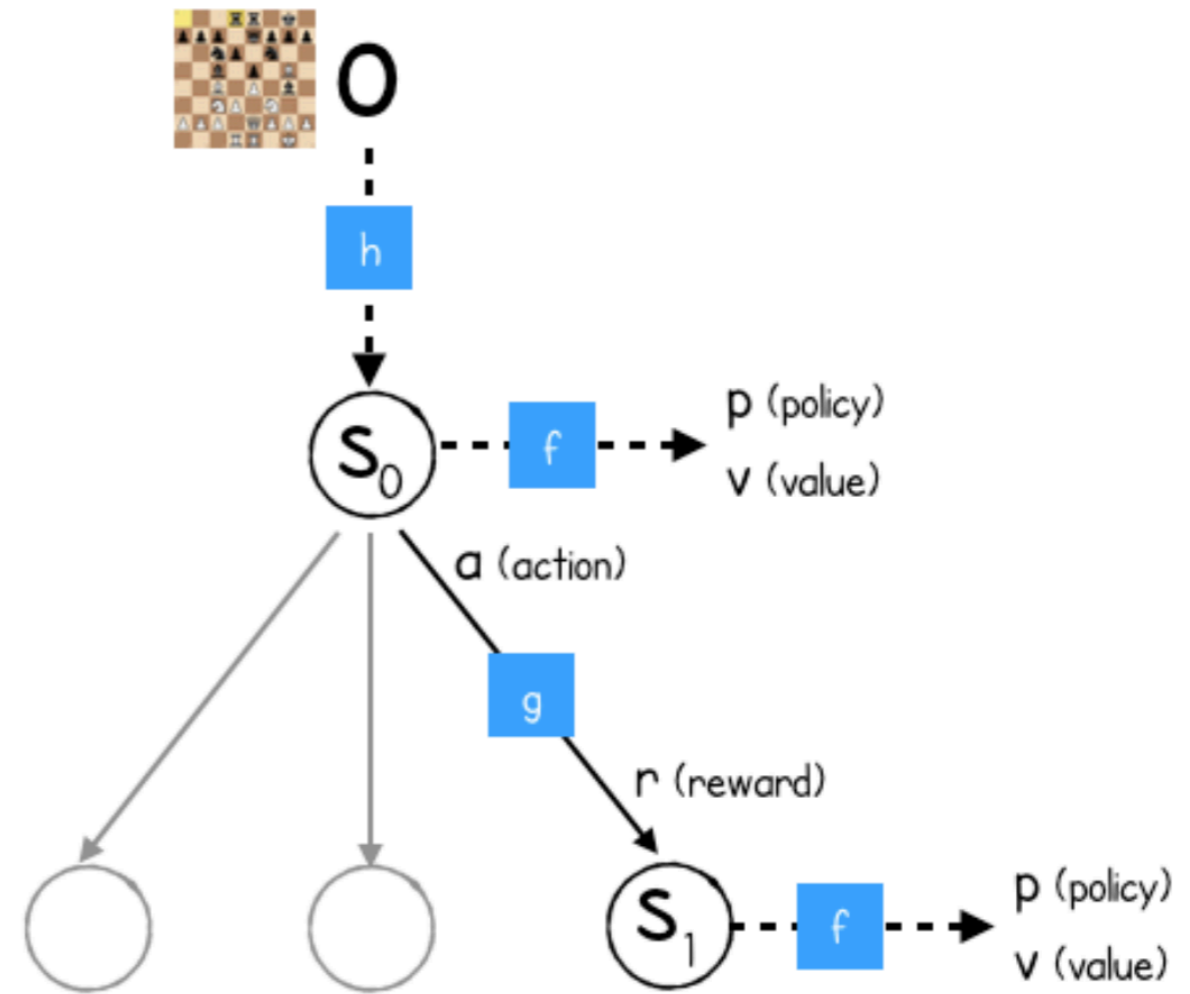 O
h
S0
f
p (policy)
v (value)
a (action)
g
r (reward)
S1
f
p (policy)
v (value)